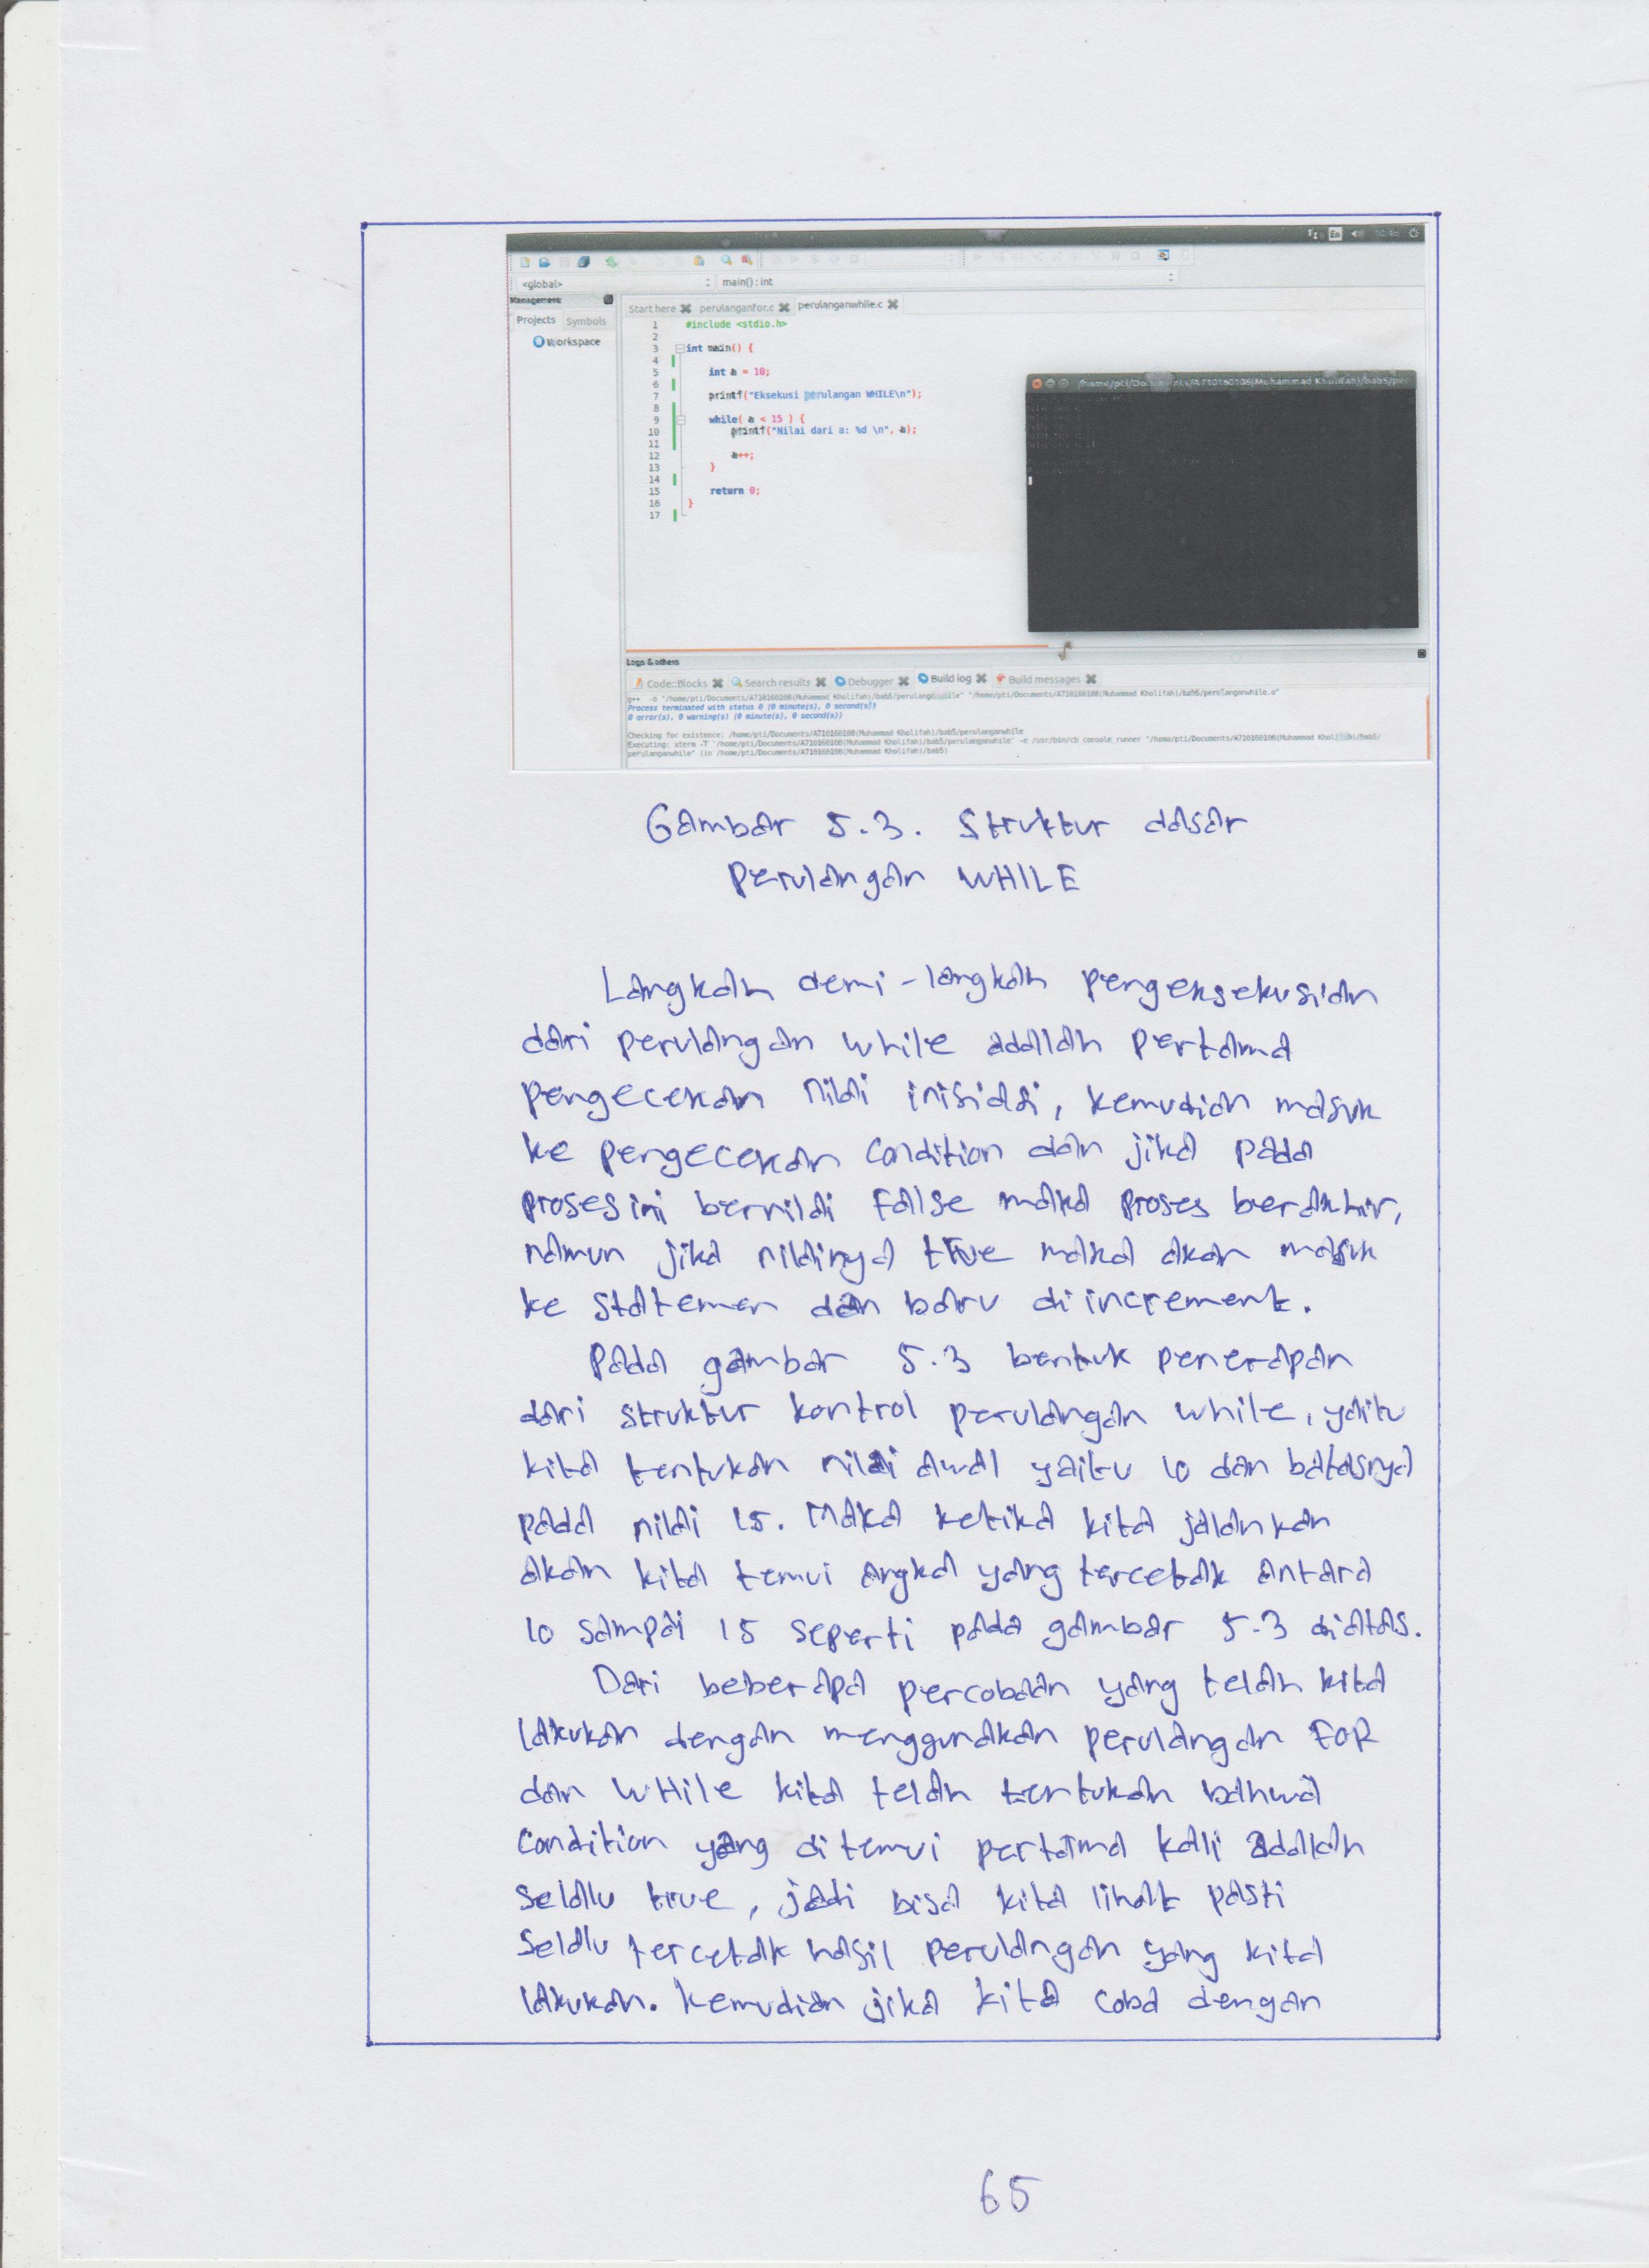 En
<global>
main() : int
Management
Start here
perulanganfor.c
perulanganwhile.c
Projects
Symbols
Workspace
1 #include <stdio.h>
2
3 int main() {
4
5 int a = 10;
6
7 printf("Eksekusi perulangan WHILE\n");
8
9 while( a < 15 ) {
10 printf("Nilai dari a: %d \n", a);
11
12 a++;
13 }
14
15 return 0;
16 }
17
/home/pti/Documents/A710160106(Muhammad Kholifah)/bab5/
Logs & others
Code::Blocks
Search results
Debugger
Build log
Build messages
g++ -o "/home/pti/Documents/A710160106(Muhammad Kholifah)/bab5/perulanganwhile" "/home/pti/Documents/A710160106(Muhammad Kholifah)/bab5/perulanganwhile.o"
Process terminated with status 0 (0 minute(s), 0 second(s))
0 error(s), 0 warning(s) (0 minute(s), 0 second(s))
Checking for existence: /home/pti/Documents/A710160106(Muhammad Kholifah)/bab5/perulanganwhile
Executing: xterm -T '/home/pti/Documents/A710160106(Muhammad Kholifah)/bab5/perulanganwhile' -e /usr/bin/cb_console_runner "/home/pti/Documents/A710160106(Muhammad Kholifah)/bab5/
perulanganwhile" (in /home/pti/Documents/A710160106(Muhammad Kholifah)/bab5)
Gambar 5.3. Struktur dasar
Perulangan WHILE
Langkah demi-langkah pengeksekusian
dari perulangan while adalah pertama
pengecekan nilai inisiasi, kemudian masuk
ke pengecekan condition dan jika pada
proses ini bernilai false maka proses berakhir,
namun jika nilainya true maka akan masuk
ke statemen dan baru di increment.
Pada gambar 5.3 bentuk penerapan
dari struktur kontrol perulangan while, yaitu
kita tentukan nilai awal yaitu 10 dan batasnya
pada nilai 15. Maka ketika kita jalankan
akan kita temui angka yang tercetak antara
10 sampai 15 seperti pada gambar 5.3 diatas.
Dari beberapa percobaan yang telah kita
lakukan dengan menggunakan perulangan FOR
dan WHile kita telah tentukan bahwa
condition yang di temui pertama kali adalah
selalu true, jadi bisa kita lihat pasti
selalu tercetak hasil perulangan yang kita
lakukan. Kemudian jika kita coba dengan
65